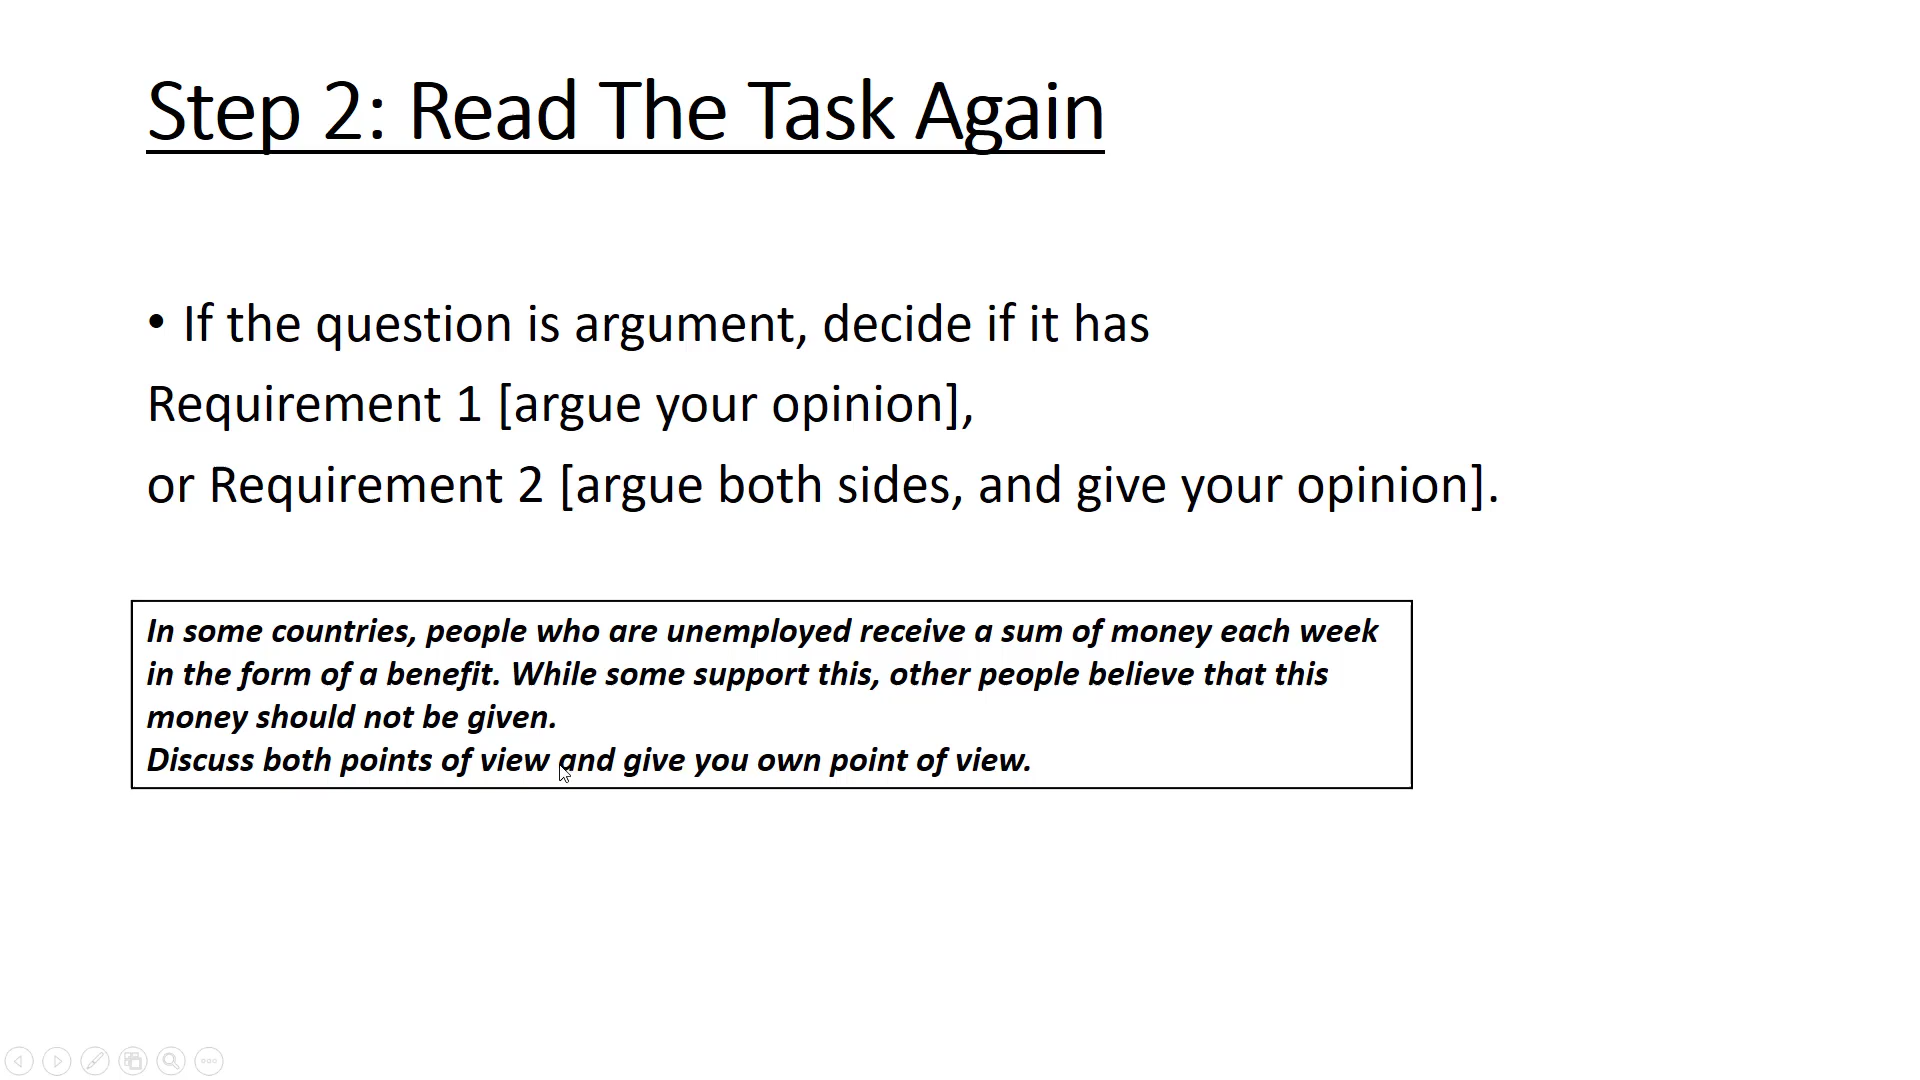 Step 2: Read The Task Again
• If the question is argument, decide if it has
Requirement 1 [argue your opinion],
or Requirement 2 [argue both sides, and give your opinion].
In some countries, people who are unemployed receive a sum of money each week
in the form of a benefit. While some support this, other people believe that this
money should not be given.
Discuss both points of view and give you own point of view.